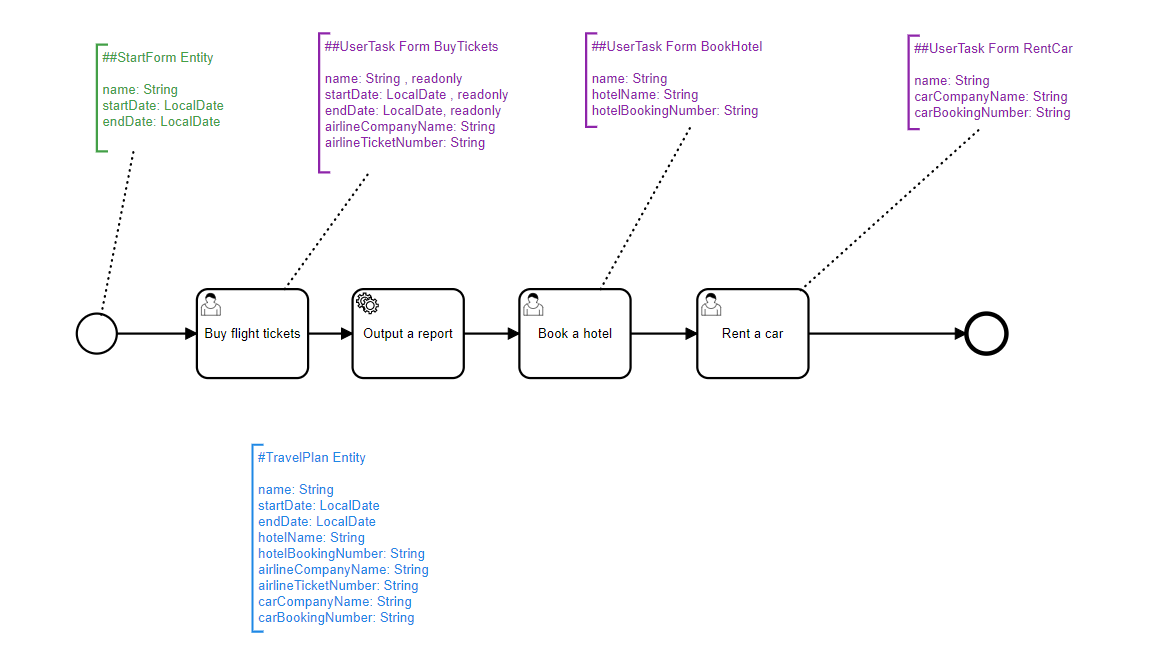 ##StartForm Entity
name: String
startDate: LocalDate
endDate: LocalDate
##UserTask Form BuyTickets
name: String , readonly
startDate: LocalDate , readonly
endDate: LocalDate, readonly
airlineCompanyName: String
airlineTicketNumber: String
##UserTask Form BookHotel
name: String
hotelName: String
hotelBookingNumber: String
##UserTask Form RentCar
name: String
carCompanyName: String
carBookingNumber: String
Buy flight tickets
Output a report
Book a hotel
Rent a car
#TravelPlan Entity
name: String
startDate: LocalDate
endDate: LocalDate
hotelName: String
hotelBookingNumber: String
airlineCompanyName: String
airlineTicketNumber: String
carCompanyName: String
carBookingNumber: String